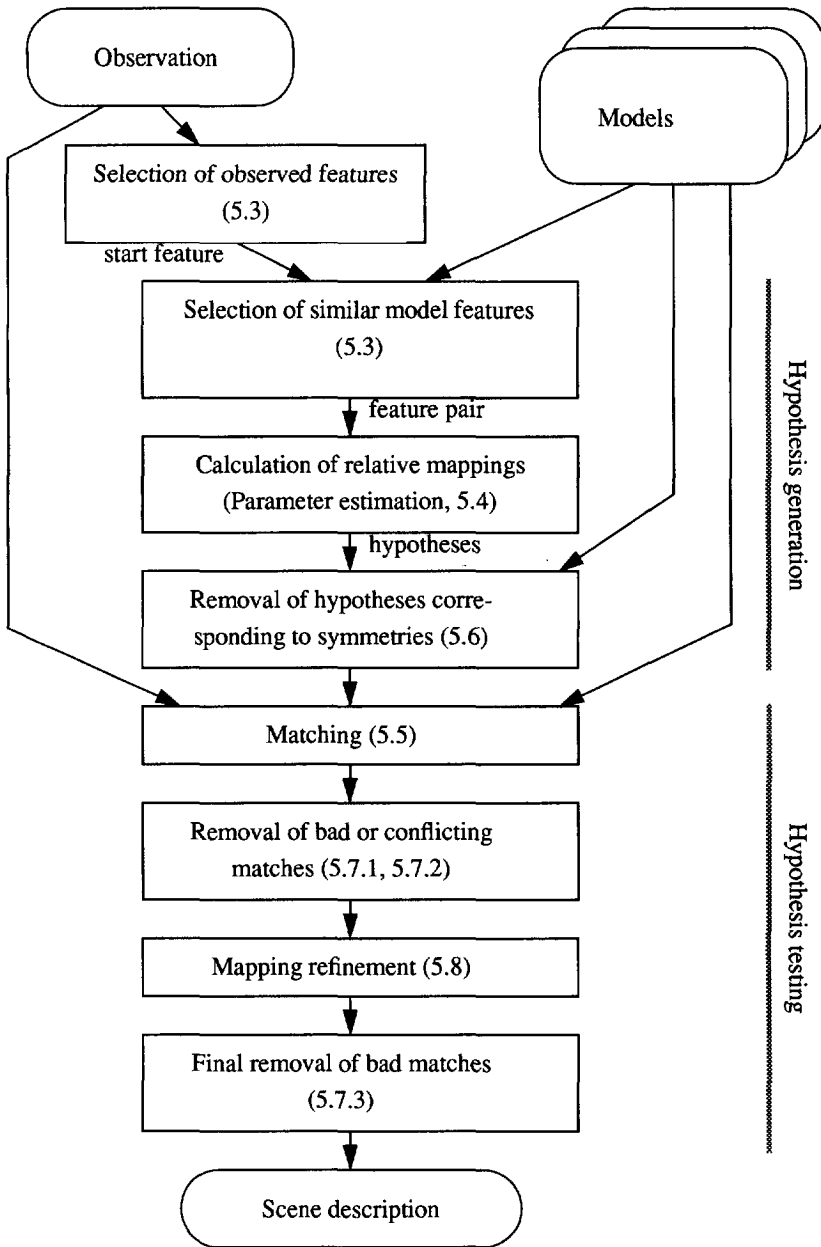 Observation
Models
Selection of observed features
(5.3)
start feature
Selection of similar model features
(5.3)
feature pair
Calculation of relative mappings
(Parameter estimation, 5.4)
hypotheses
Removal of hypotheses corre-
sponding to symmetries (5.6)
Hypothesis generation
Matching (5.5)
Removal of bad or conflicting
matches (5.7.1, 5.7.2)
Mapping refinement (5.8)
Final removal of bad matches
(5.7.3)
Hypothesis testing
Scene description